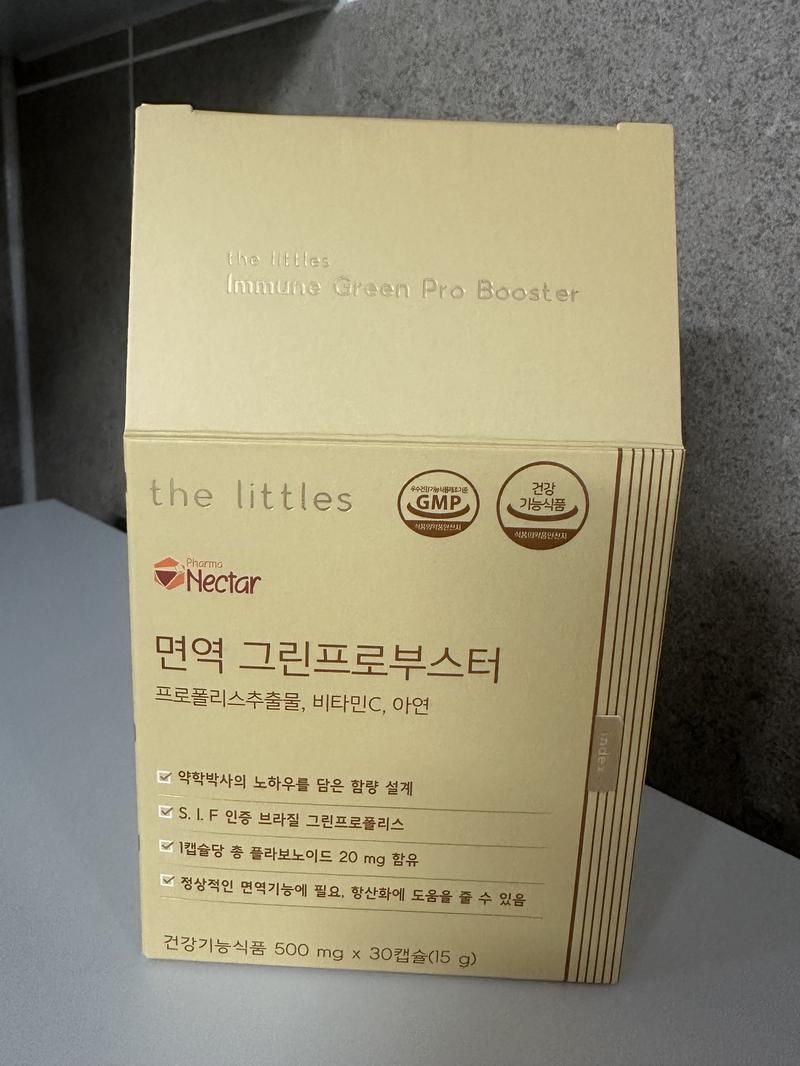 the littles
Immune Green Pro Booster
the littles
우수건강기능식품제조기준
GMP
식품의약품안전처
건강
기능식품
식품의약품안전처
Pharma
Nectar
면역 그린프로부스터
프로폴리스추출물, 비타민C, 아연
index
약학박사의 노하우를 담은 함량 설계
S. I. F 인증 브라질 그린프로폴리스
1캡슐당 총 플라보노이드 20 mg 함유
정상적인 면역기능에 필요, 항산화에 도움을 줄 수 있음
건강기능식품 500 mg x 30캡슐(15 g)